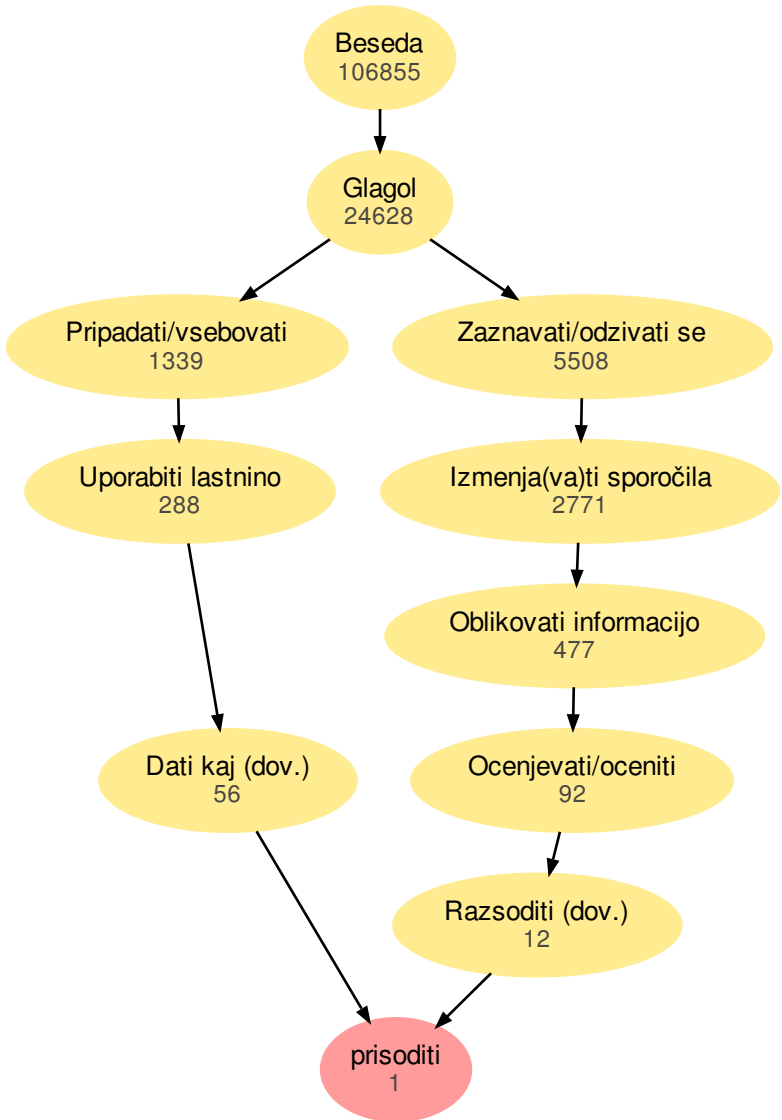 Beseda
106855
Glagol
24628
Pripadati/vsebovati
1339
Zaznavati/odzivati se
5508
Uporabiti lastnino
288
Izmenja(va)ti sporočila
2771
Oblikovati informacijo
477
Dati kaj (dov.)
56
Ocenjevati/oceniti
92
Razsoditi (dov.)
12
prisoditi
1